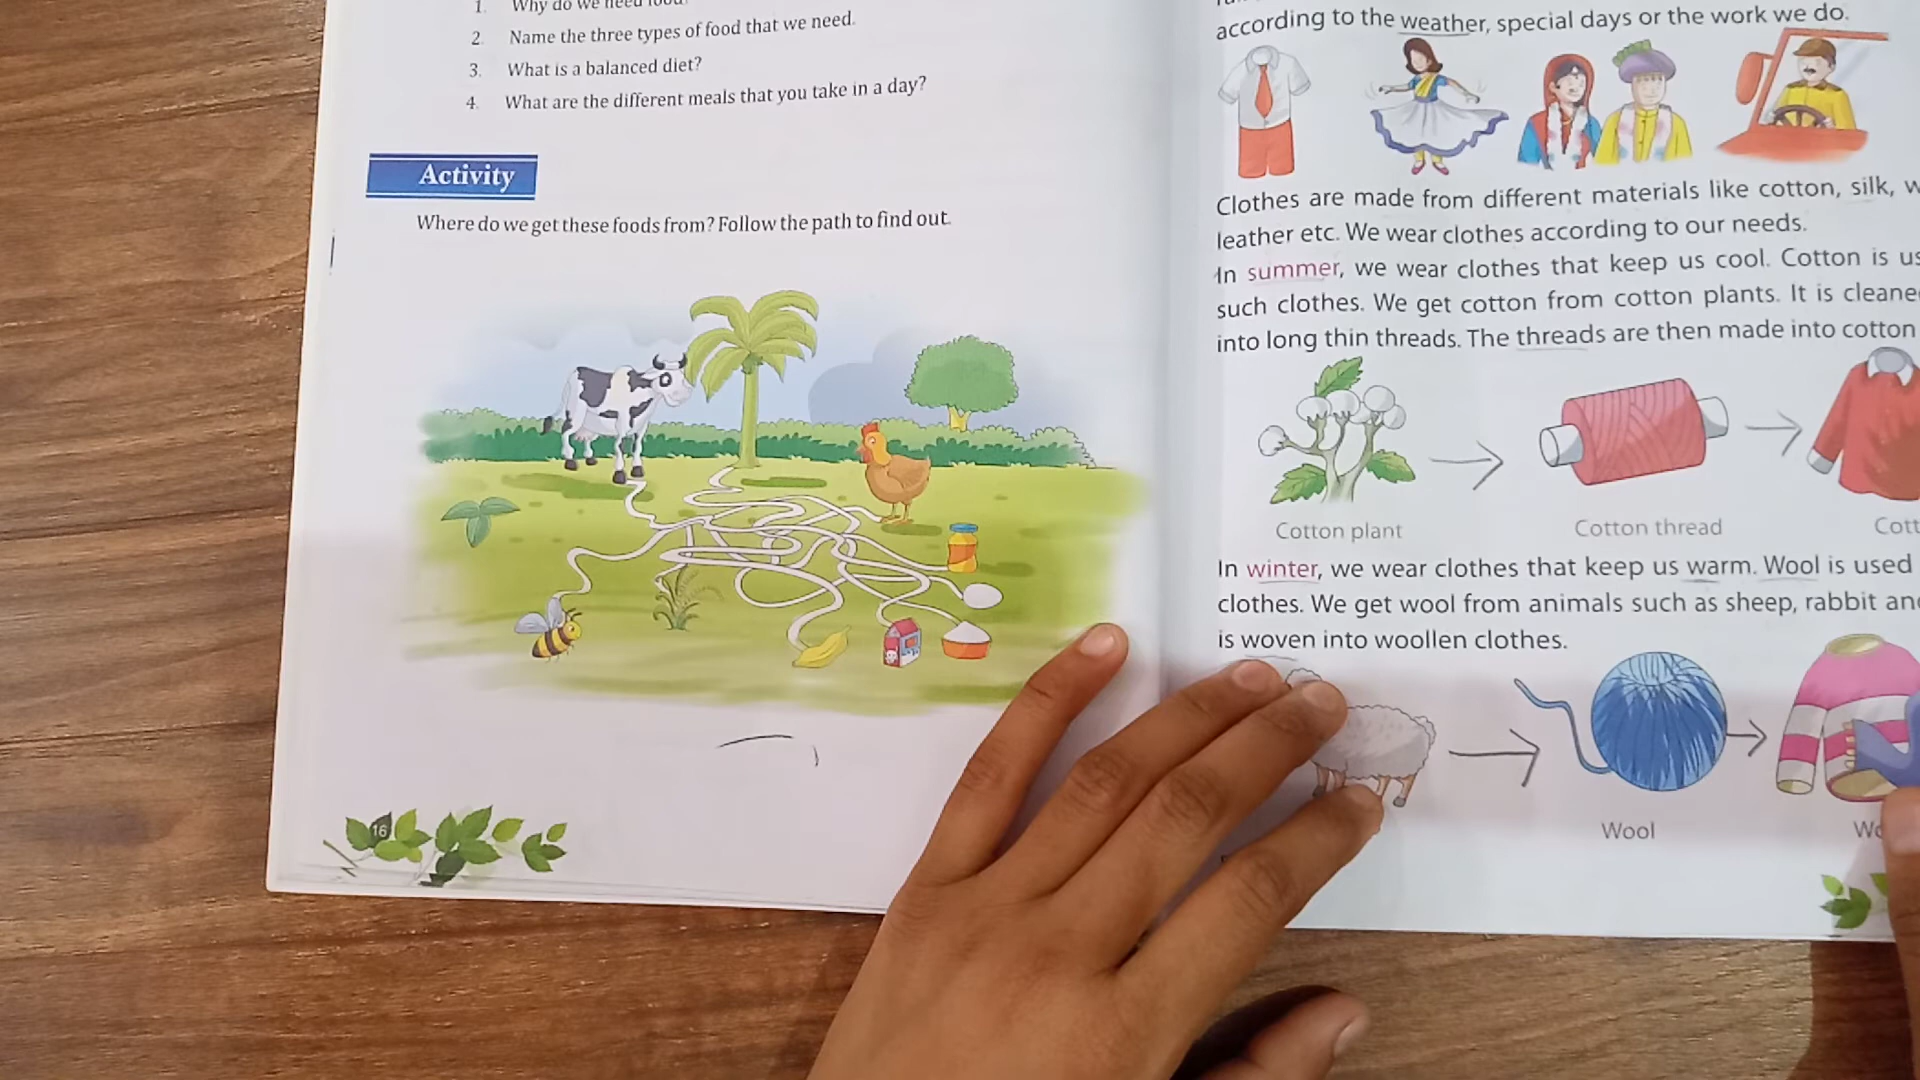 1. Why do we need food?
2. Name the three types of food that we need.
3. What is a balanced diet?
4. What are the different meals that you take in a day?
Activity
Where do we get these foods from? Follow the path to find out.
16
according to the weather, special days or the work we do.
Clothes are made from different materials like cotton, silk,
leather etc. We wear clothes according to our needs.
In summer, we wear clothes that keep us cool. Cotton is
such clothes. We get cotton from cotton plants. It is
into long thin threads. The threads are then made into cotton
Cotton plant
Cotton thread
In winter, we wear clothes that keep us warm. Wool is used
clothes. We get wool from animals such as sheep, rabbit
is woven into woollen clothes.
Wool